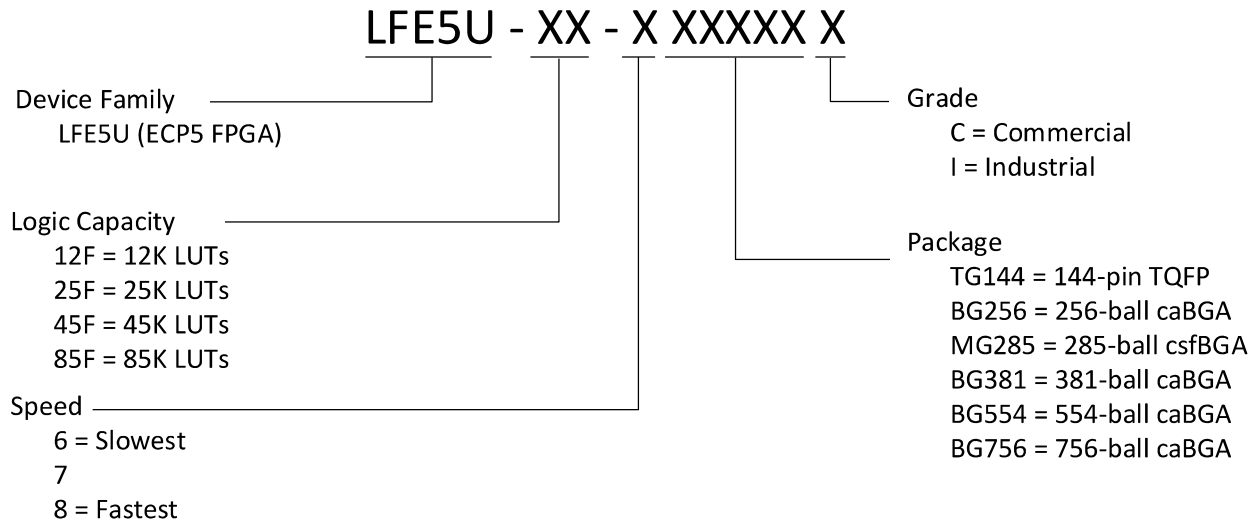 LFE5U - XX - X XXXXX X
Device Family
LFE5U (ECP5 FPGA)
Logic Capacity
12F = 12K LUTs
25F = 25K LUTs
45F = 45K LUTs
85F = 85K LUTs
Speed
6 = Slowest
7
8 = Fastest
Grade
C = Commercial
I = Industrial
Package
TG144 = 144-pin TQFP
BG256 = 256-ball caBGA
MG285 = 285-ball csfBGA
BG381 = 381-ball caBGA
BG554 = 554-ball caBGA
BG756 = 756-ball caBGA